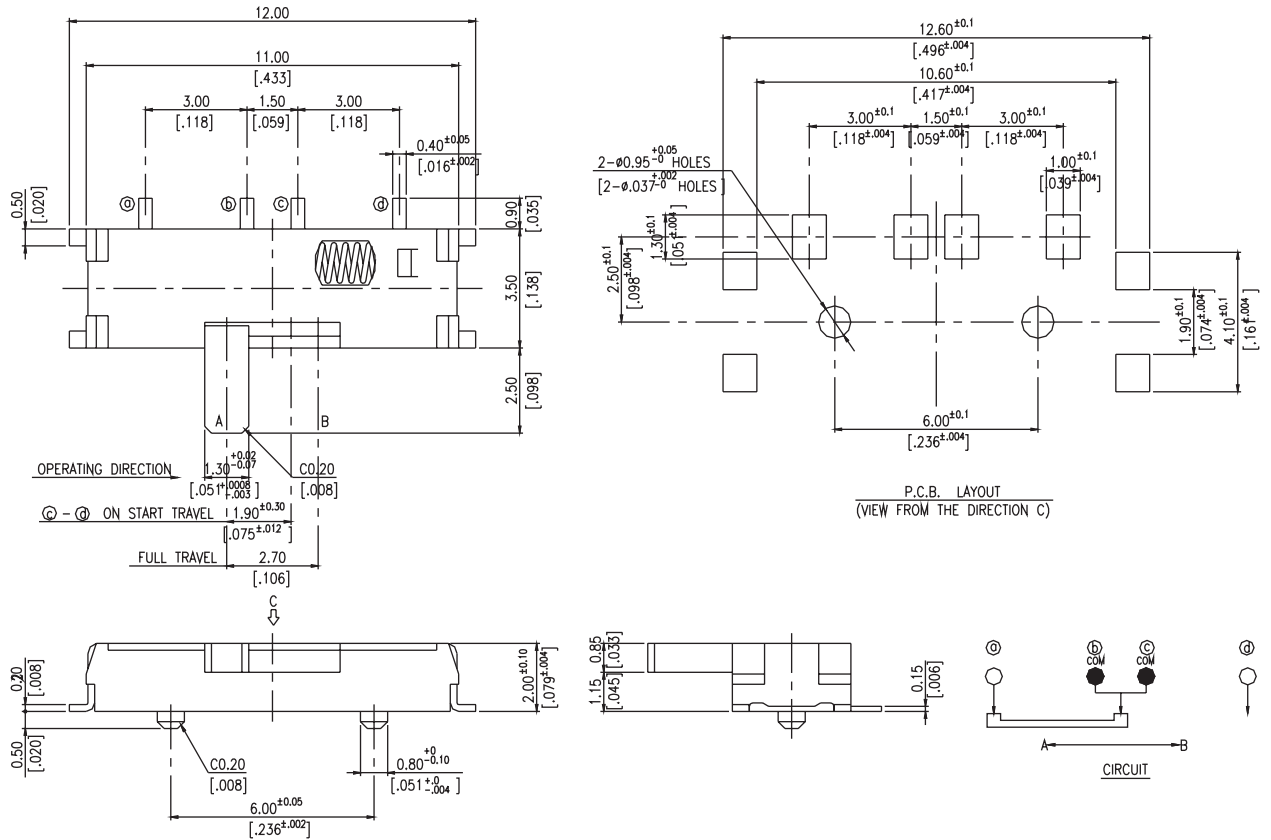 12.00
11.00
[.433]
3.00 1.50 3.00
[.118] [.059] [.118]
0.40±0.05
[.016±.002]
ⓐ ⓑ ⓒ ⓓ
0.50
[.020]
0.90
[.035]
3.50
[.138]
2.50
[.098]
A B
OPERATING DIRECTION
1.30+0.02-0.07
[.051+.0008-.003]
C0.20
[.008]
ⓒ - ⓓ ON START TRAVEL 1.90±0.30
[.075±.012]
FULL TRAVEL 2.70
[.106]
12.60±0.1
[.496±.004]
10.60±0.1
[.417±.004]
3.00±0.1 1.50±0.1 3.00±0.1
[.118±.004] [.059±.004] [.118±.004]
2-ø0.95+0.05-0 HOLES
[2-ø.037+.002-0 HOLES]
1.00±0.1
[.039±.004]
1.30±0.1
[.051±.004]
2.50±0.1
[.098±.004]
1.90±0.1
[.074±.004]
4.10±0.1
[.161±.004]
6.00±0.1
[.236±.004]
P.C.B. LAYOUT
(VIEW FROM THE DIRECTION C)
C
0.20
[.008]
0.50
[.020]
2.00±0.10
[.079±.004]
C0.20
[.008]
0.80+0-0.10
[.051+.0-.004]
6.00±0.05
[.236±.002]
0.85
[.033]
1.15
[.045]
0.15
[.006]
ⓐ ⓑ ⓒ ⓓ
COM COM
A B
CIRCUIT